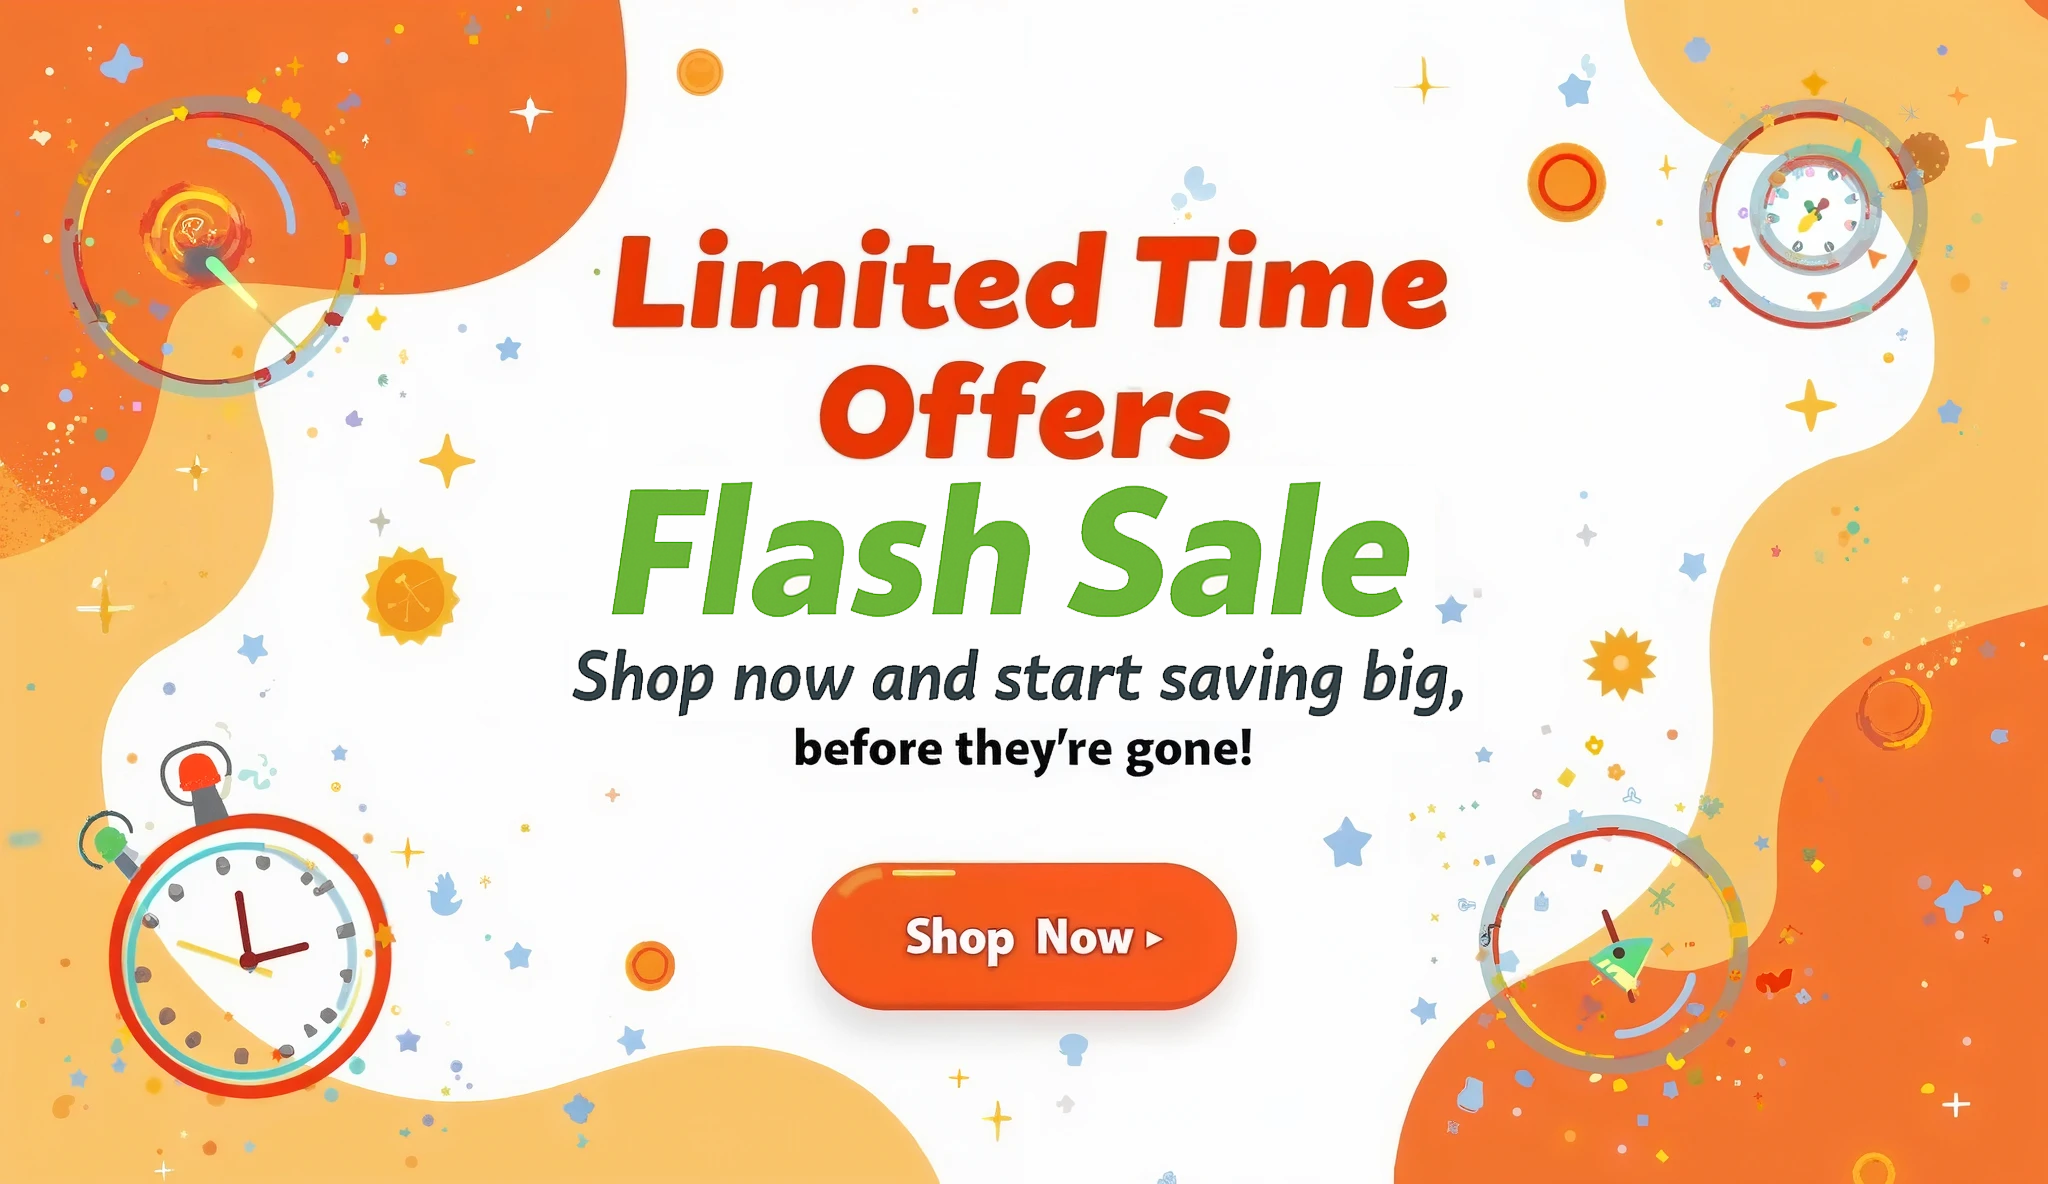 Limited Time
Offers
Flash Sale
Shop now and start saving big,
before they're gone!
Shop Now ▸